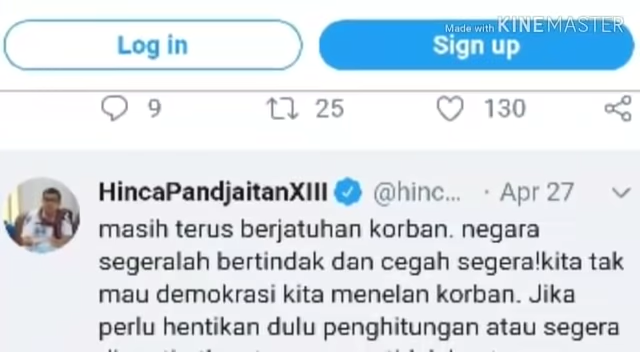 Log in
Sign up
Made with KINEMASTER
9 25 130
HincaPandjaitanXIII @hinc... · Apr 27
masih terus berjatuhan korban. negara
segeralah bertindak dan cegah segera!kita tak
mau demokrasi kita menelan korban. Jika
perlu hentikan dulu penghitungan atau segera